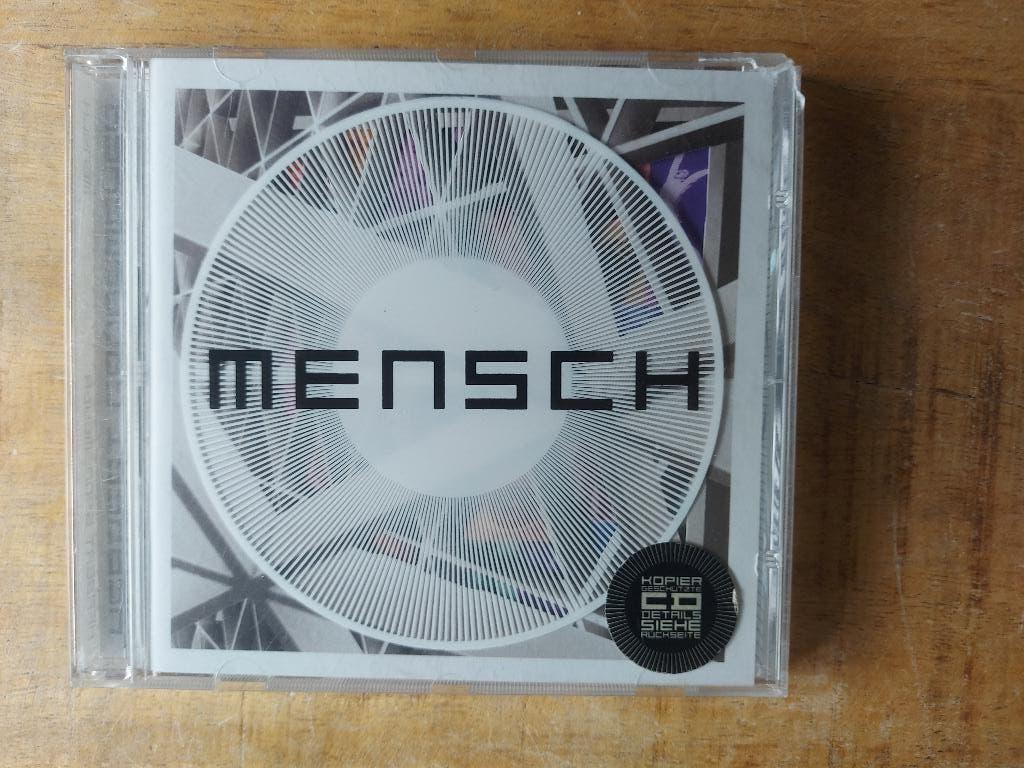 MENSCH
KOPIER
GESCHÜTZTE
CD
DETAILS
SIEHE
RÜCKSEITE